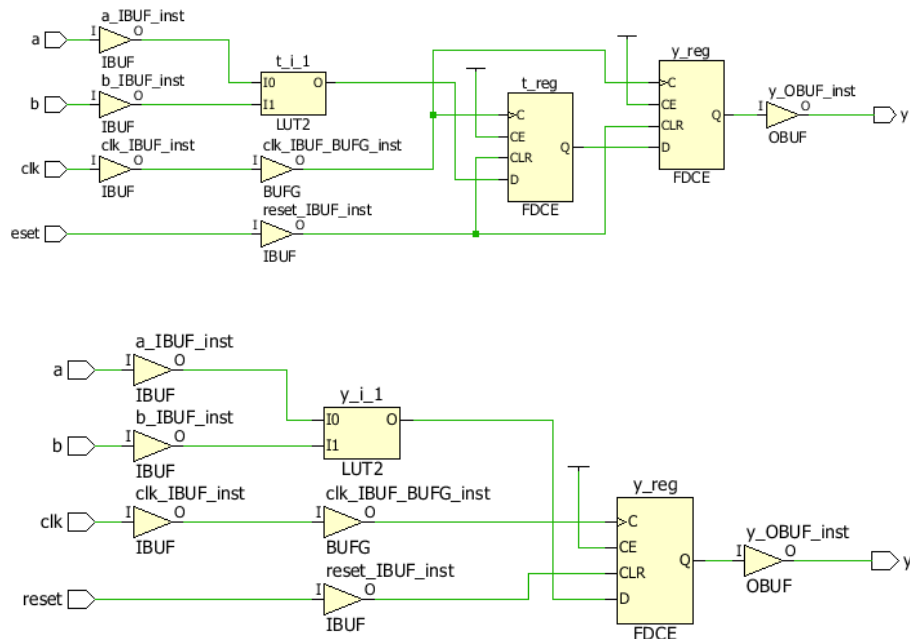 a_IBUF_inst
a
I
O
IBUF
b_IBUF_inst
b
I
O
IBUF
t_i_1
I0
O
I1
LUT2
clk_IBUF_inst
clk
I
O
IBUF
clk_IBUF_BUFG_inst
I
O
BUFG
eset
reset_IBUF_inst
I
O
IBUF
t_reg
C
CE
CLR
Q
D
FDCE
y_reg
C
CE
CLR
Q
D
FDCE
y_OBUF_inst
I
O
OBUF
y
a_IBUF_inst
a
I
O
IBUF
b_IBUF_inst
b
I
O
IBUF
y_i_1
I0
O
I1
LUT2
clk_IBUF_inst
clk
I
O
IBUF
clk_IBUF_BUFG_inst
I
O
BUFG
reset
reset_IBUF_inst
I
O
IBUF
y_reg
C
CE
CLR
Q
D
FDCE
y_OBUF_inst
I
O
OBUF
y